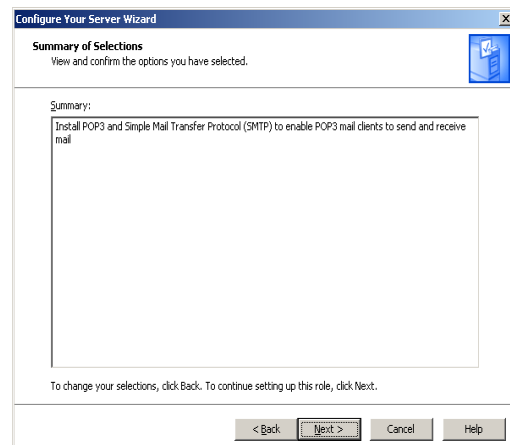 Configure Your Server Wizard
Summary of Selections
View and confirm the options you have selected.
Summary:
Install POP3 and Simple Mail Transfer Protocol (SMTP) to enable POP3 mail clients to send and receive
mail
To change your selections, click Back. To continue setting up this role, click Next.
< Back Next > Cancel Help